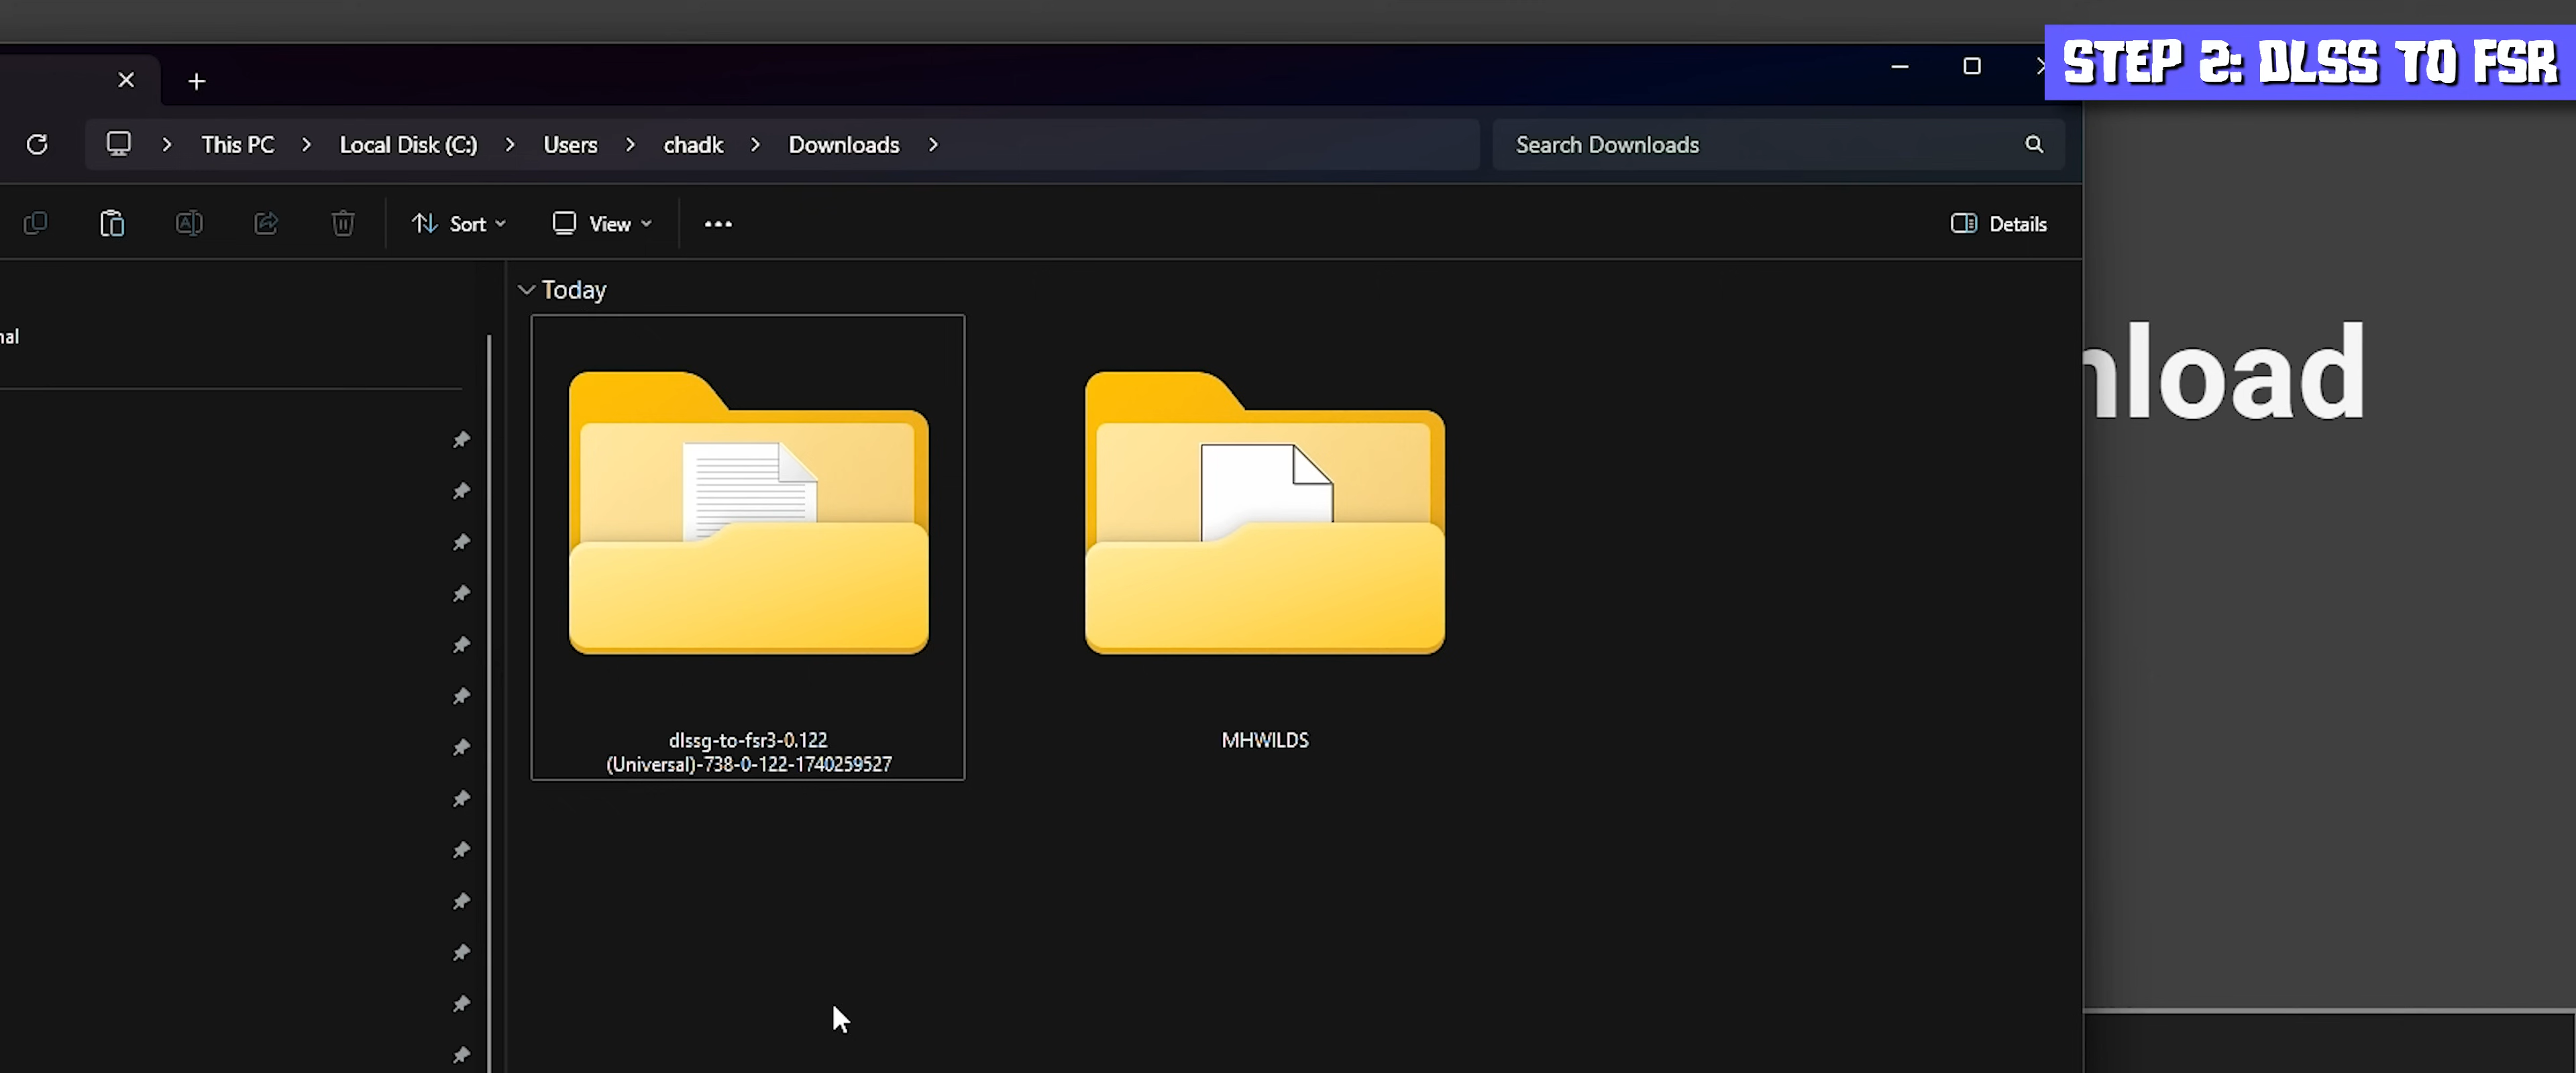 STEP 2: DLSS TO FSR
This PC > Local Disk (C:) > Users > chadk > Downloads >
Search Downloads
Sort
View
Details
Today
nal
nload
dlssg-to-fsr3-0.122
(Universal)-738-0-122-1740259527
MHWILDS